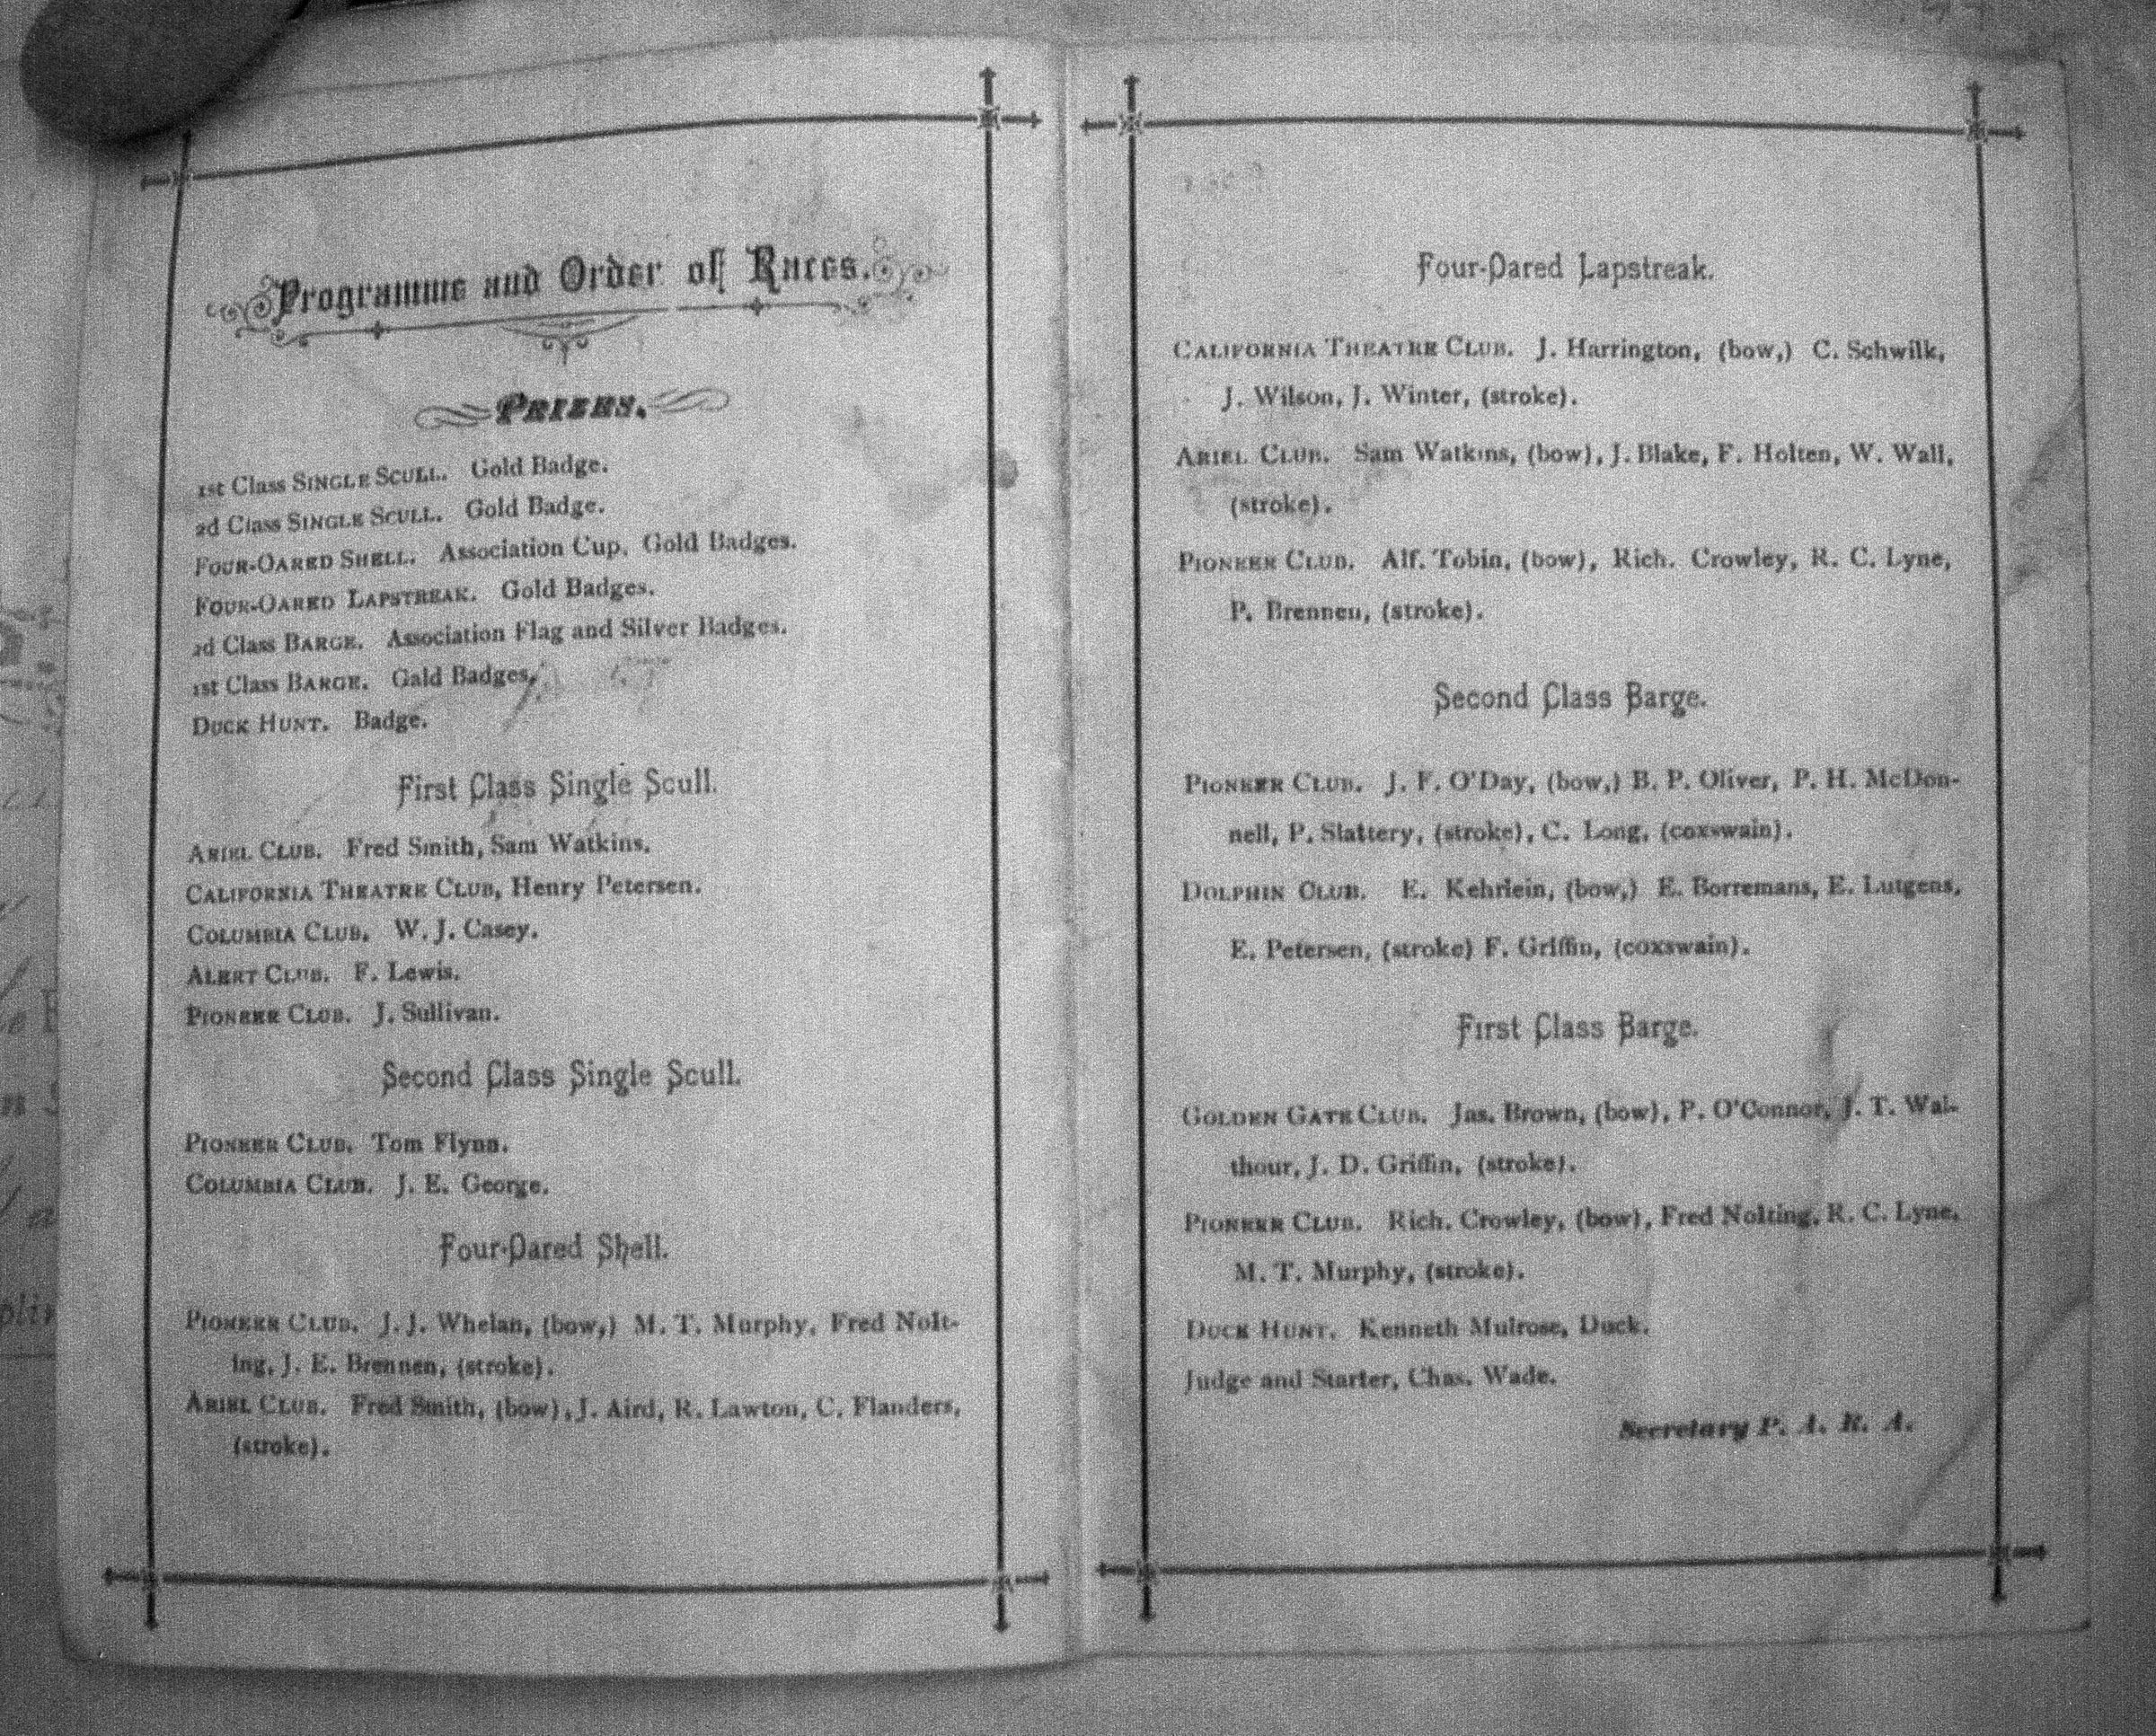 Programme and Order of Races.
PRIZES.
1st Class SINGLE SCULL. Gold Badge.
2d Class SINGLE SCULL. Gold Badge.
FOUR-OARED SHELL. Association Cup, Gold Badges.
FOUR-OARED LAPSTREAK. Gold Badges.
2d Class BARGE. Association Flag and Silver Badges.
1st Class BARGE. Gald Badges.
DUCK HUNT. Badge.
First Class Single Scull.
ARIEL CLUB. Fred Smith, Sam Watkins.
CALIFORNIA THEATRE CLUB, Henry Petersen.
COLUMBIA CLUB. W. J. Casey.
ALERT CLUB. F. Lewis.
PIONEER CLUB. J. Sullivan.
Second Class Single Scull.
PIONEER CLUB. Tom Flynn.
COLUMBIA CLUB. J. E. George.
Four-Oared Shell.
PIONEER CLUB. J. J. Whelan, (bow,) M. T. Murphy, Fred Nolt-
ing, J. E. Brennen, (stroke).
ARIEL CLUB. Fred Smith, (bow), J. Aird, R. Lawton, C. Flanders,
(stroke).
Four-Oared Lapstreak.
CALIFORNIA THEATRE CLUB. J. Harrington, (bow,) C. Schwilk,
J. Wilson, J. Winter, (stroke).
ARIEL CLUB. Sam Watkins, (bow), J. Blake, F. Holten, W. Wall,
(stroke).
PIONEER CLUB. Alf. Tobin, (bow), Rich. Crowley, R. C. Lyne,
P. Brennen, (stroke).
Second Class Barge.
PIONEER CLUB. J. F. O'Day, (bow,) B. P. Oliver, P. H. McDon-
nell, P. Slattery, (stroke), C. Long, (coxswain).
DOLPHIN CLUB. E. Kehrlein, (bow,) E. Borremans, E. Lutgens,
E. Petersen, (stroke) F. Griffin, (coxswain).
First Class Barge.
GOLDEN GATE CLUB. Jas. Brown, (bow), P. O'Connor, J. T. Wal-
thour, J. D. Griffin, (stroke).
PIONEER CLUB. Rich. Crowley, (bow), Fred Nolting, R. C. Lyne,
M. T. Murphy, (stroke).
DUCK HUNT. Kenneth Mulrose, Duck.
Judge and Starter, Chas. Wade.
Secretary P. A. R. A.